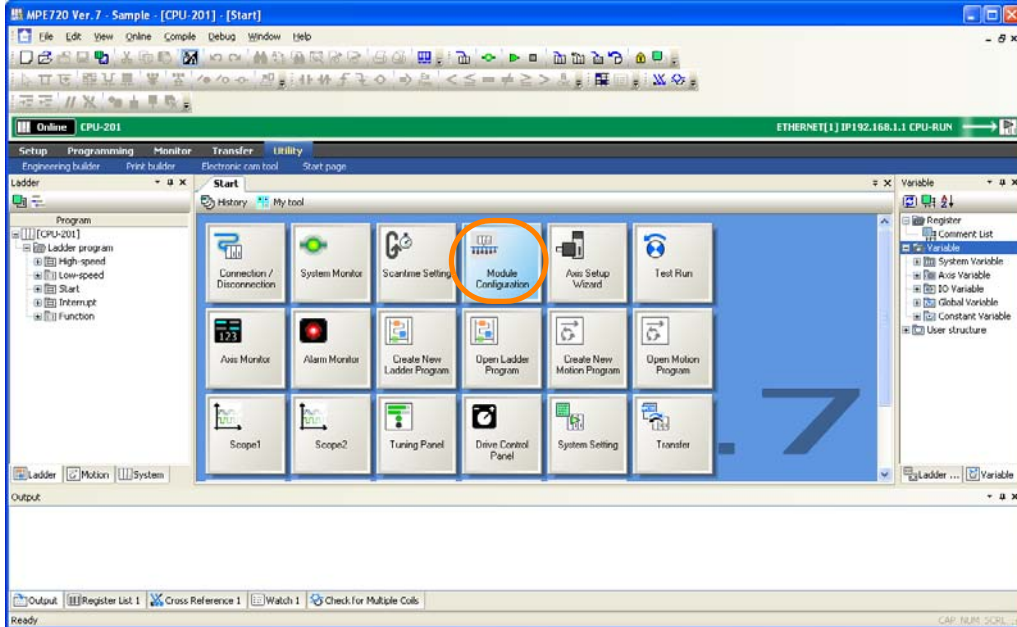 MPE720 Ver. 7 - Sample - [CPU-201] - [Start]
File Edit View Online Compile Debug Window Help
Online CPU-201
ETHERNET[1] IP192.168.1.1 CPU-RUN
Setup Programming Monitor Transfer Utility
Engineering builder Print builder Electronic cam tool Start page
Ladder
Program
[CPU-201]
Ladder program
High-speed
Low-speed
Start
Interrupt
Function
Ladder Motion System
Start
History My tool
Connection /
Disconnection
System Monitor
Scantime Setting
Module
Configuration
Axis Setup
Wizard
Test Run
123
Axis Monitor
Alarm Monitor
Create New
Ladder Program
Open Ladder
Program
Create New
Motion Program
Open Motion
Program
Scope1
Scope2
Tuning Panel
Drive Control
Panel
System Setting
Transfer
.7
Variable
Register
Comment List
Variable
System Variable
Axis Variable
IO Variable
Global Variable
Constant Variable
User structure
Ladder ... Variable
Output
Output Register List 1 Cross Reference 1 Watch 1 Check for Multiple Coils
Ready
CAP NUM SCRL